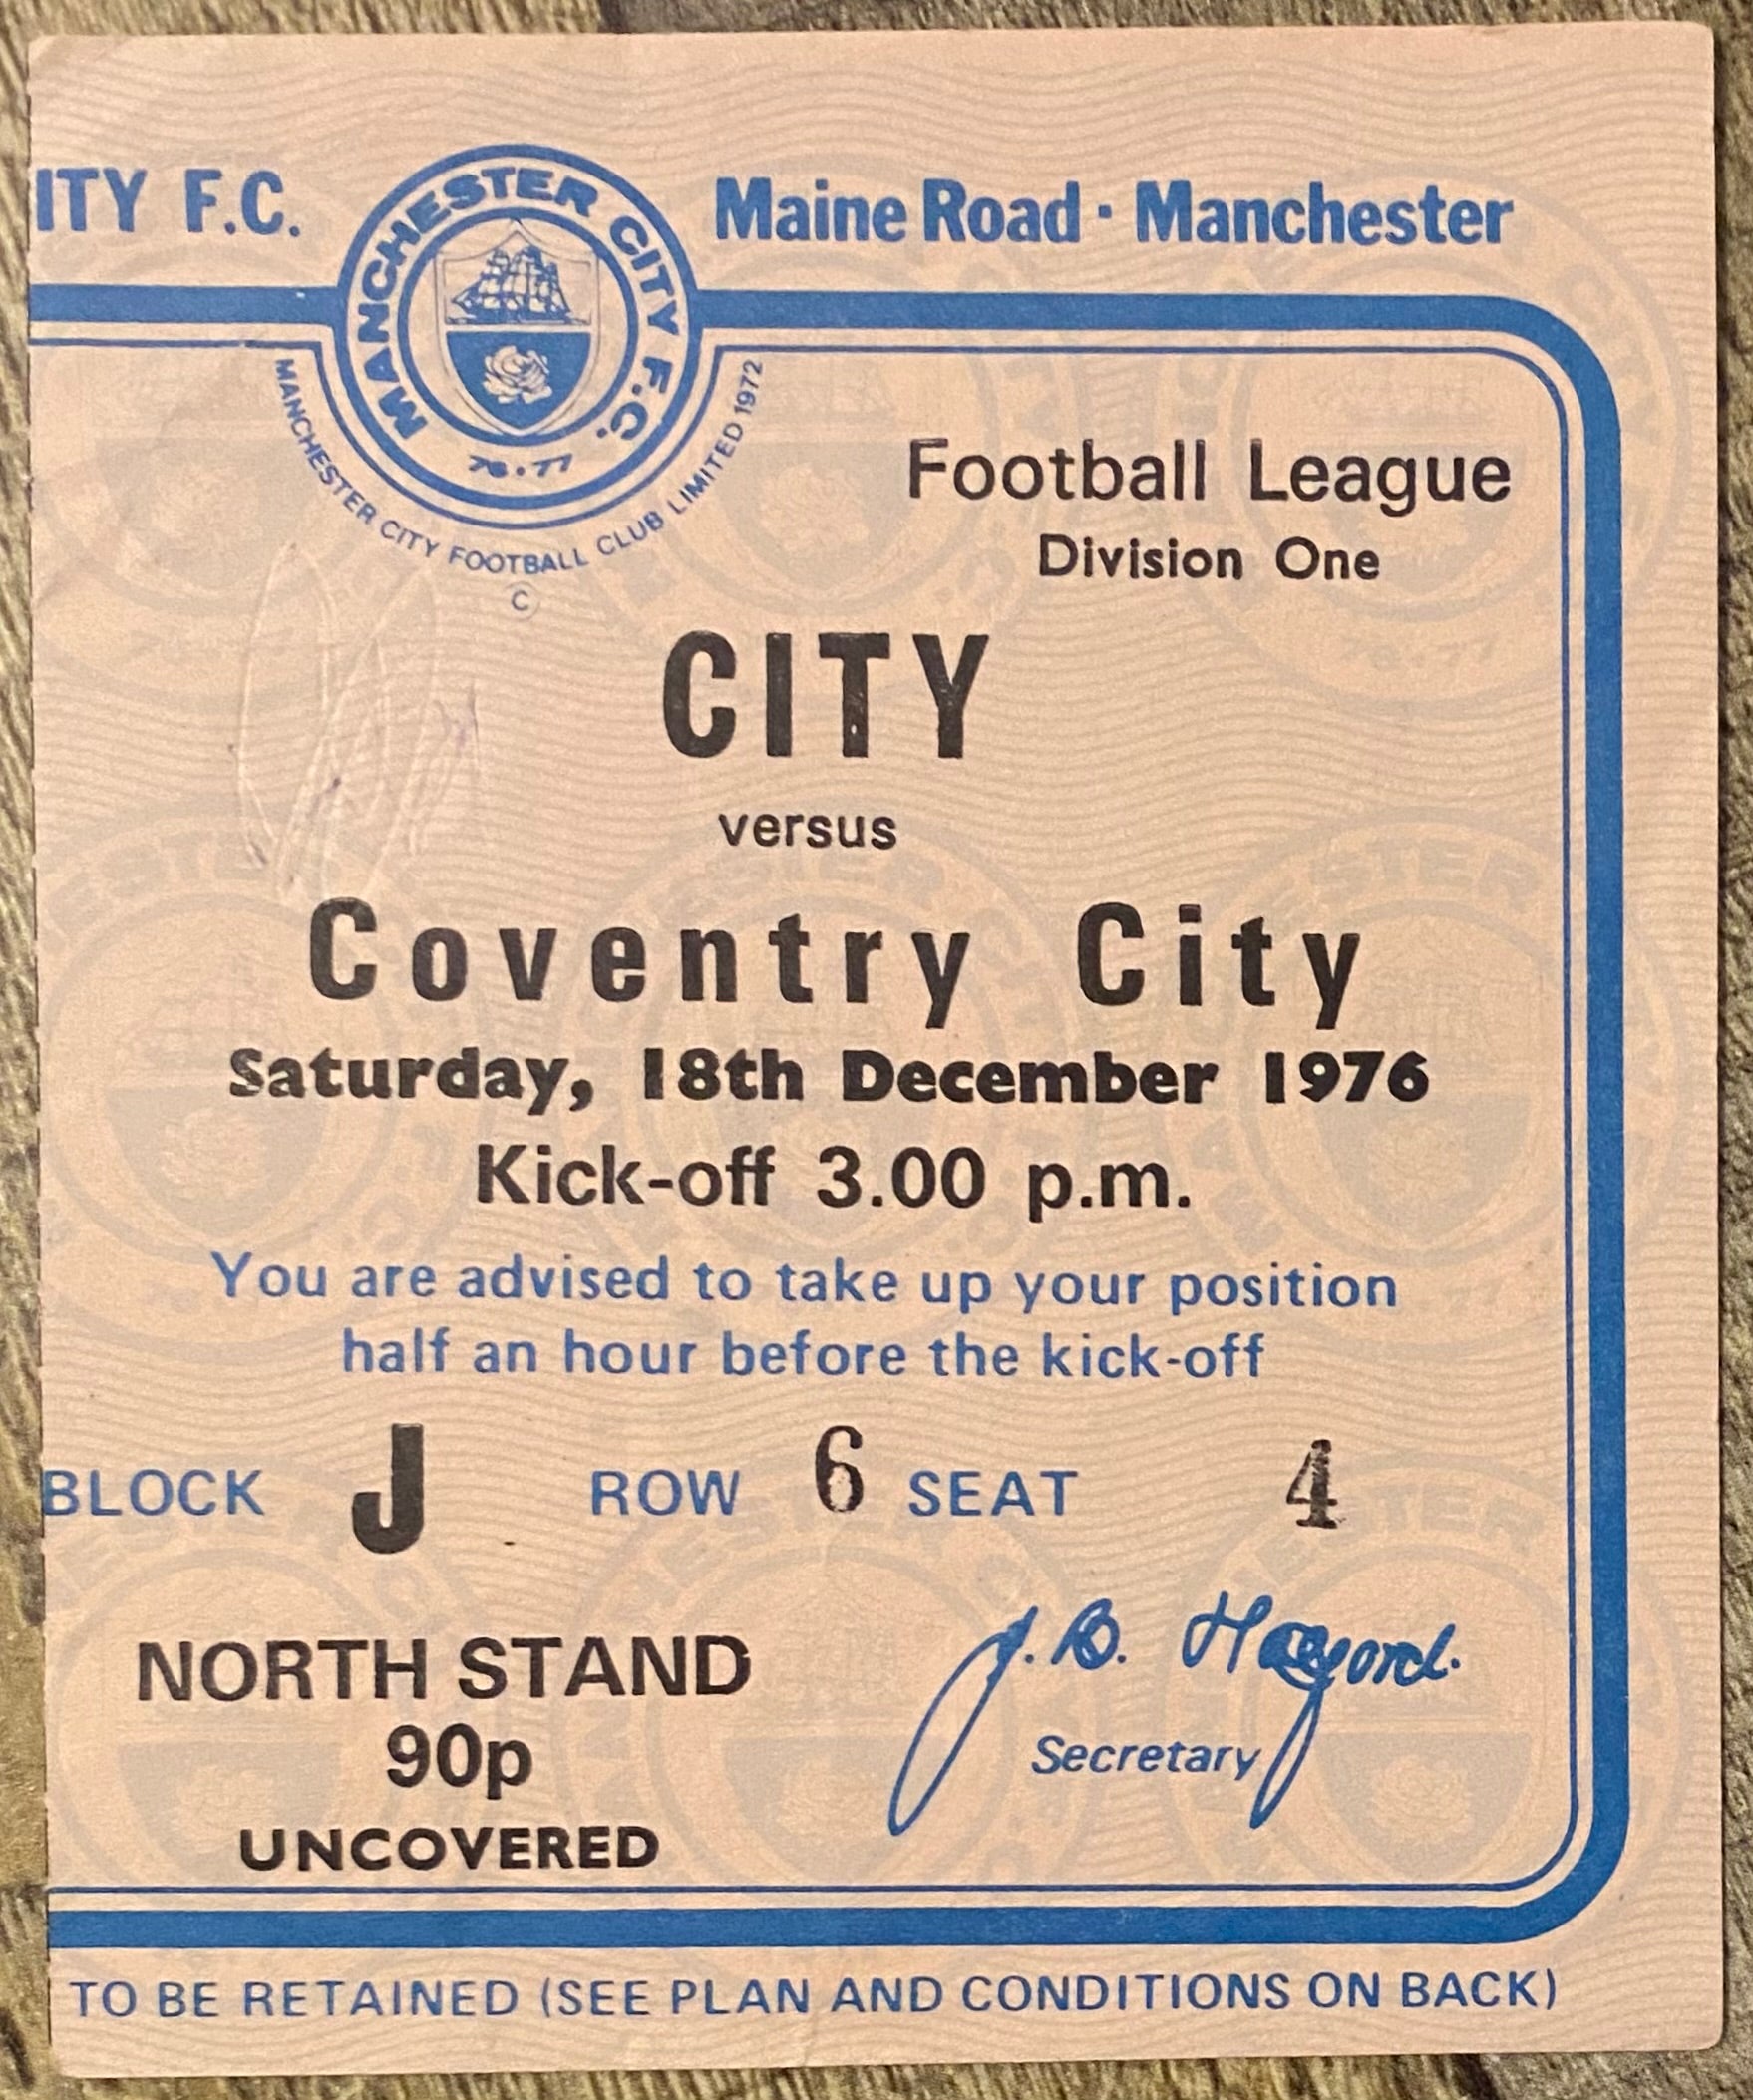 ITY F.C.
MANCHESTER CITY F.C.
76·77
Maine Road · Manchester
MANCHESTER CITY FOOTBALL CLUB LIMITED 1972
©
Football League
Division One
CITY
versus
Coventry City
Saturday, 18th December 1976
Kick-off 3.00 p.m.
You are advised to take up your position
half an hour before the kick-off
BLOCK J ROW 6 SEAT 4
NORTH STAND
90p
UNCOVERED
J. B. Halford.
Secretary
TO BE RETAINED (SEE PLAN AND CONDITIONS ON BACK)